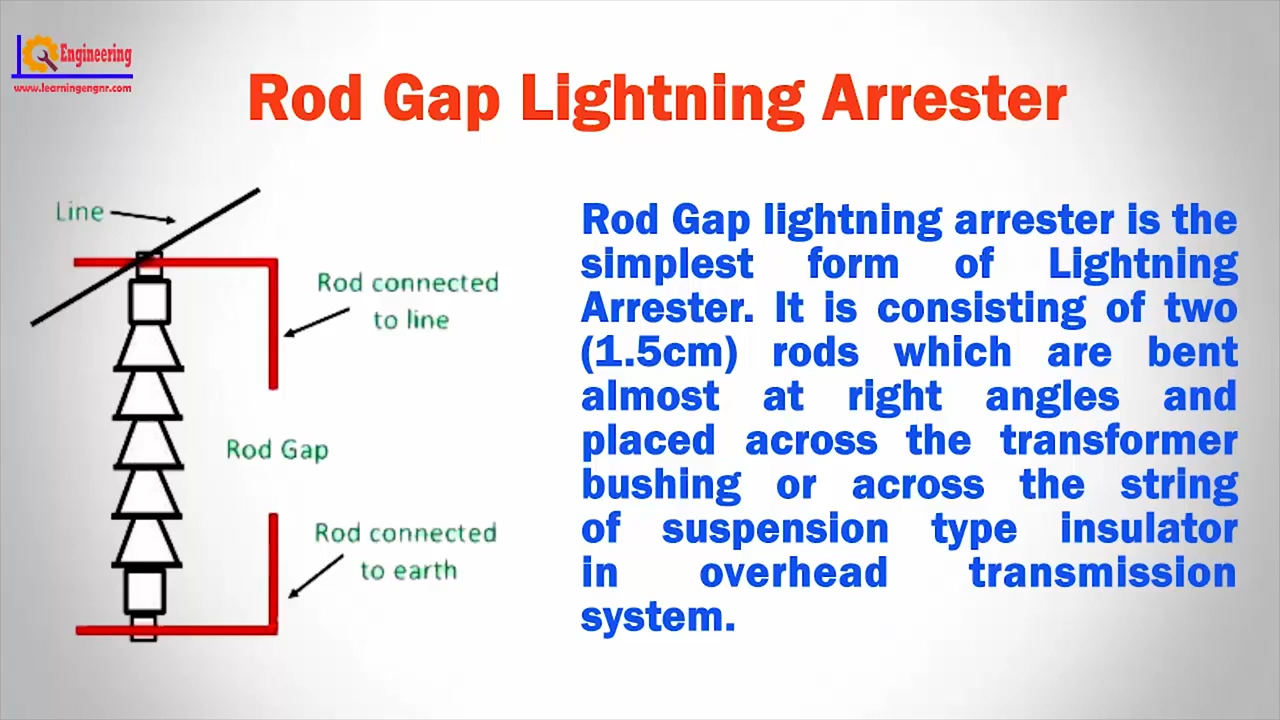 Engineering
www.learningengnr.com
Rod Gap Lightning Arrester
Line
Rod connected
to line
Rod Gap
Rod connected
to earth
Rod Gap lightning arrester is the
simplest form of Lightning
Arrester. It is consisting of two
(1.5cm) rods which are bent
almost at right angles and
placed across the transformer
bushing or across the string
of suspension type insulator
in overhead transmission
system.